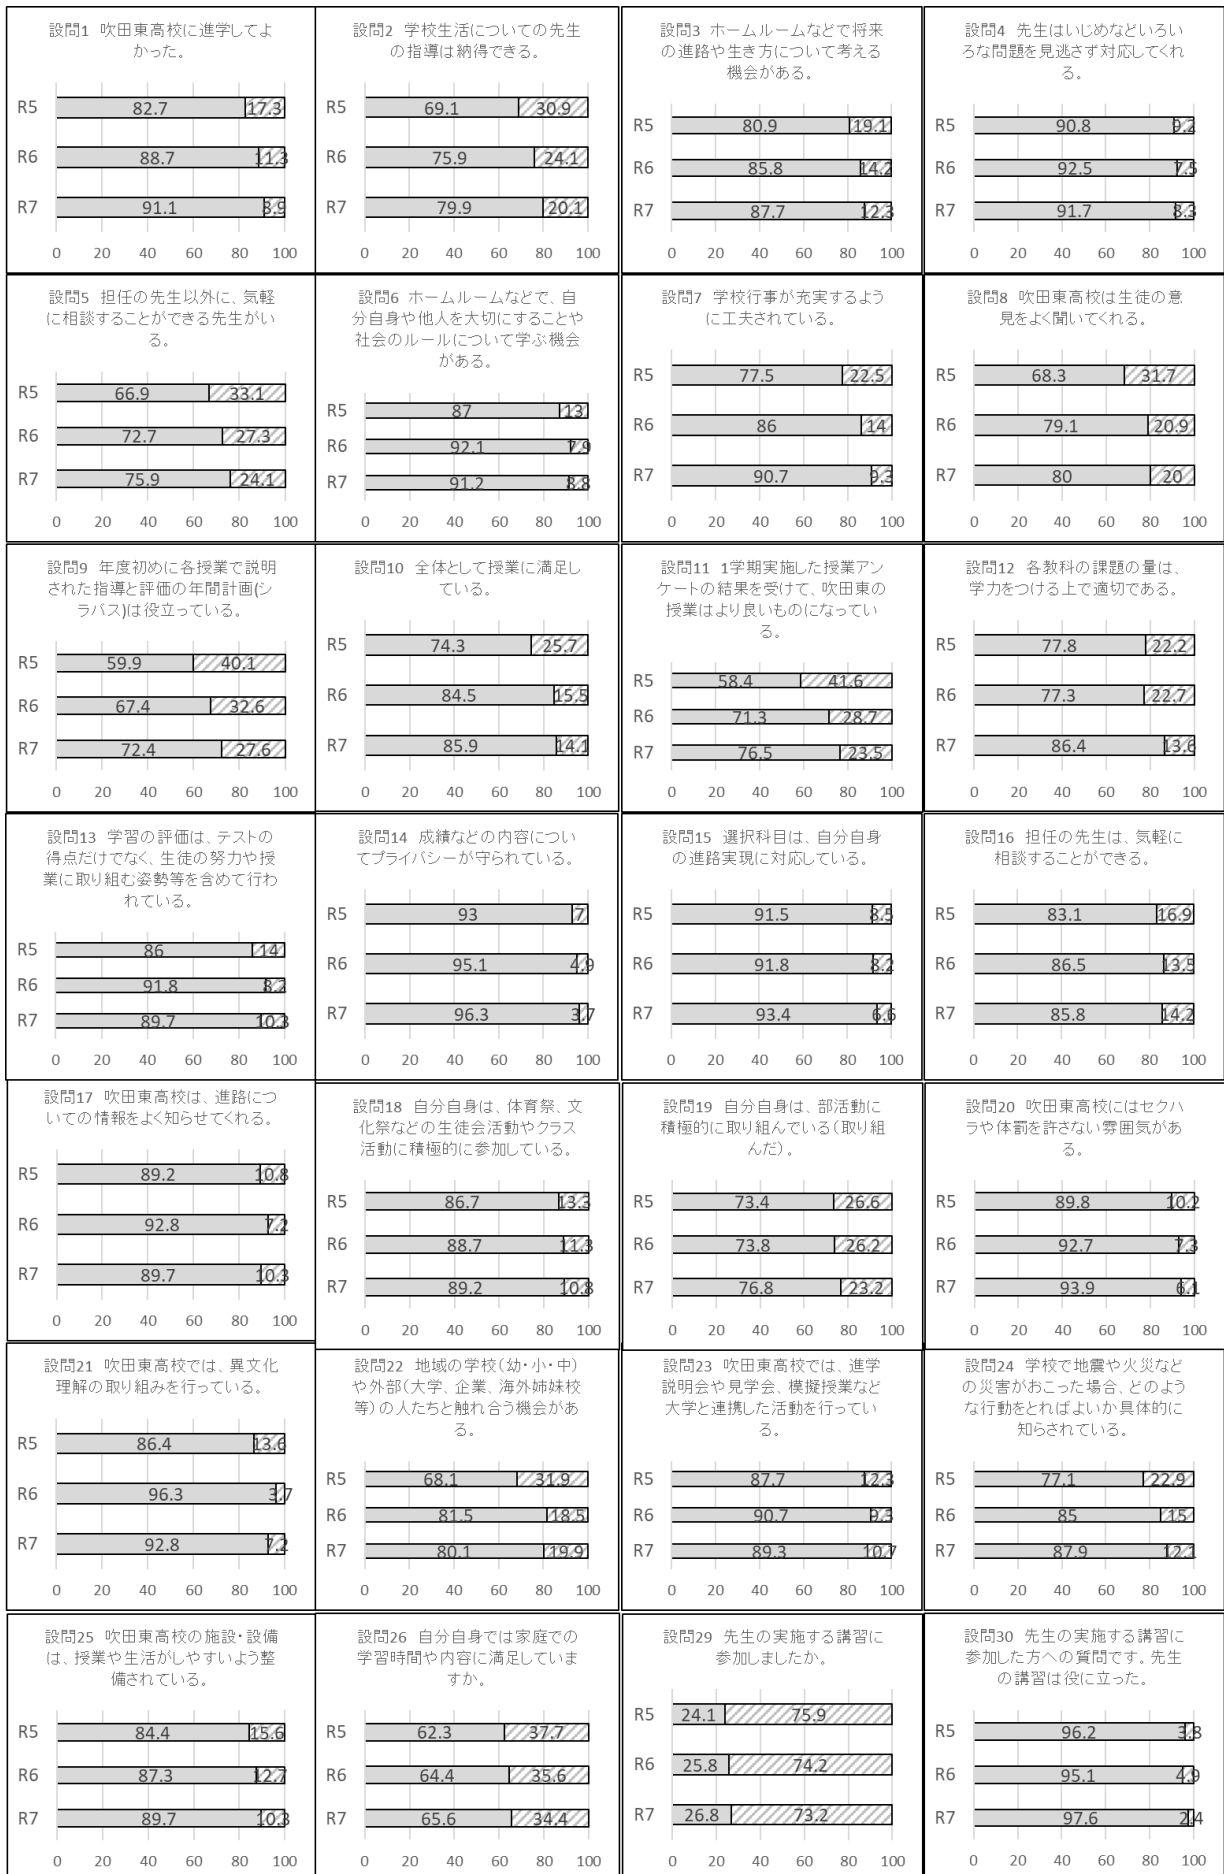 設問1 吹田東高校に進学してよ
かった。
R5 82.7 17.3
R6 88.7 11.3
R7 91.1 8.9
0 20 40 60 80 100
設問2 学校生活についての先生
の指導は納得できる。
R5 69.1 30.9
R6 75.9 24.1
R7 79.9 20.1
0 20 40 60 80 100
設問3 ホームルームなどで将来
の進路や生き方について考える
機会がある。
R5 80.9 19.1
R6 85.8 14.2
R7 87.7 12.3
0 20 40 60 80 100
設問4 先生はいじめなどいろい
ろな問題を見逃さず対応してくれ
る。
R5 90.8 9.2
R6 92.5 7.5
R7 91.7 8.3
0 20 40 60 80 100
設問5 担任の先生以外に、気軽
に相談することができる先生がい
る。
R5 66.9 33.1
R6 72.7 27.3
R7 75.9 24.1
0 20 40 60 80 100
設問6 ホームルームなどで、自
分自身や他人を大切にすることや
社会のルールについて学ぶ機会
がある。
R5 87 13
R6 92.1 7.9
R7 91.2 8.8
0 20 40 60 80 100
設問7 学校行事が充実するよう
に工夫されている。
R5 77.5 22.5
R6 86 14
R7 90.7 9.3
0 20 40 60 80 100
設問8 吹田東高校は生徒の意
見をよく聞いてくれる。
R5 68.3 31.7
R6 79.1 20.9
R7 80 20
0 20 40 60 80 100
設問9 年度初めに各授業で説明
された指導と評価の年間計画(シ
ラバス)は役立っている。
R5 59.9 40.1
R6 67.4 32.6
R7 72.4 27.6
0 20 40 60 80 100
設問10 全体として授業に満足し
ている。
R5 74.3 25.7
R6 84.5 15.5
R7 85.9 14.1
0 20 40 60 80 100
設問11 1学期実施した授業アン
ケートの結果を受けて、吹田東の
授業はより良いものになってい
る。
R5 58.4 41.6
R6 71.3 28.7
R7 76.5 23.5
0 20 40 60 80 100
設問12 各教科の課題の量は、
学力をつける上で適切である。
R5 77.8 22.2
R6 77.3 22.7
R7 86.4 13.6
0 20 40 60 80 100
設問13 学習の評価は、テストの
得点だけでなく、生徒の努力や授
業に取り組む姿勢等を含めて行わ
れている。
R5 86 14
R6 91.8 8.2
R7 89.7 10.3
0 20 40 60 80 100
設問14 成績などの内容につい
てプライバシーが守られている。
R5 93 7
R6 95.1 4.9
R7 96.3 3.7
0 20 40 60 80 100
設問15 選択科目は、自分自身
の進路実現に対応している。
R5 91.5 8.5
R6 91.8 8.2
R7 93.4 6.6
0 20 40 60 80 100
設問16 担任の先生は、気軽に
相談することができる。
R5 83.1 16.9
R6 86.5 13.5
R7 85.8 14.2
0 20 40 60 80 100
設問17 吹田東高校は、進路につ
いての情報をよく知らせてくれる。
R5 89.2 10.8
R6 92.8 7.2
R7 89.7 10.3
0 20 40 60 80 100
設問18 自分自身は、体育祭、文
化祭などの生徒会活動やクラス
活動に積極的に参加している。
R5 86.7 13.3
R6 88.7 11.3
R7 89.2 10.8
0 20 40 60 80 100
設問19 自分自身は、部活動に
積極的に取り組んでいる(取り組
んだ)。
R5 73.4 26.6
R6 73.8 26.2
R7 76.8 23.2
0 20 40 60 80 100
設問20 吹田東高校にはセクハ
ラや体罰を許さない雰囲気があ
る。
R5 89.8 10.2
R6 92.7 7.3
R7 93.9 6.1
0 20 40 60 80 100
設問21 吹田東高校では、異文化
理解の取り組みを行っている。
R5 86.4 13.6
R6 96.3 3.7
R7 92.8 7.2
0 20 40 60 80 100
設問22 地域の学校(幼・小・中)
や外部(大学、企業、海外姉妹校
等)の人たちと触れ合う機会があ
る。
R5 68.1 31.9
R6 81.5 18.5
R7 80.1 19.9
0 20 40 60 80 100
設問23 吹田東高校では、進学
説明会や見学会、模擬授業など
大学と連携した活動を行ってい
る。
R5 87.7 12.3
R6 90.7 9.3
R7 89.3 10.7
0 20 40 60 80 100
設問24 学校で地震や火災など
の災害がおこった場合、どのよう
な行動をとればよいか具体的に
知らされている。
R5 77.1 22.9
R6 85 15
R7 87.9 12.1
0 20 40 60 80 100
設問25 吹田東高校の施設・設備
は、授業や生活がしやすいよう整
備されている。
R5 84.4 15.6
R6 87.3 12.7
R7 89.7 10.3
0 20 40 60 80 100
設問26 自分自身では家庭での
学習時間や内容に満足していま
すか。
R5 62.3 37.7
R6 64.4 35.6
R7 65.6 34.4
0 20 40 60 80 100
設問29 先生の実施する講習に
参加しましたか。
R5 24.1 75.9
R6 25.8 74.2
R7 26.8 73.2
0 20 40 60 80 100
設問30 先生の実施する講習に
参加した方への質問です。先生
の講習は役に立った。
R5 96.2 3.8
R6 95.1 4.9
R7 97.6 2.4
0 20 40 60 80 100